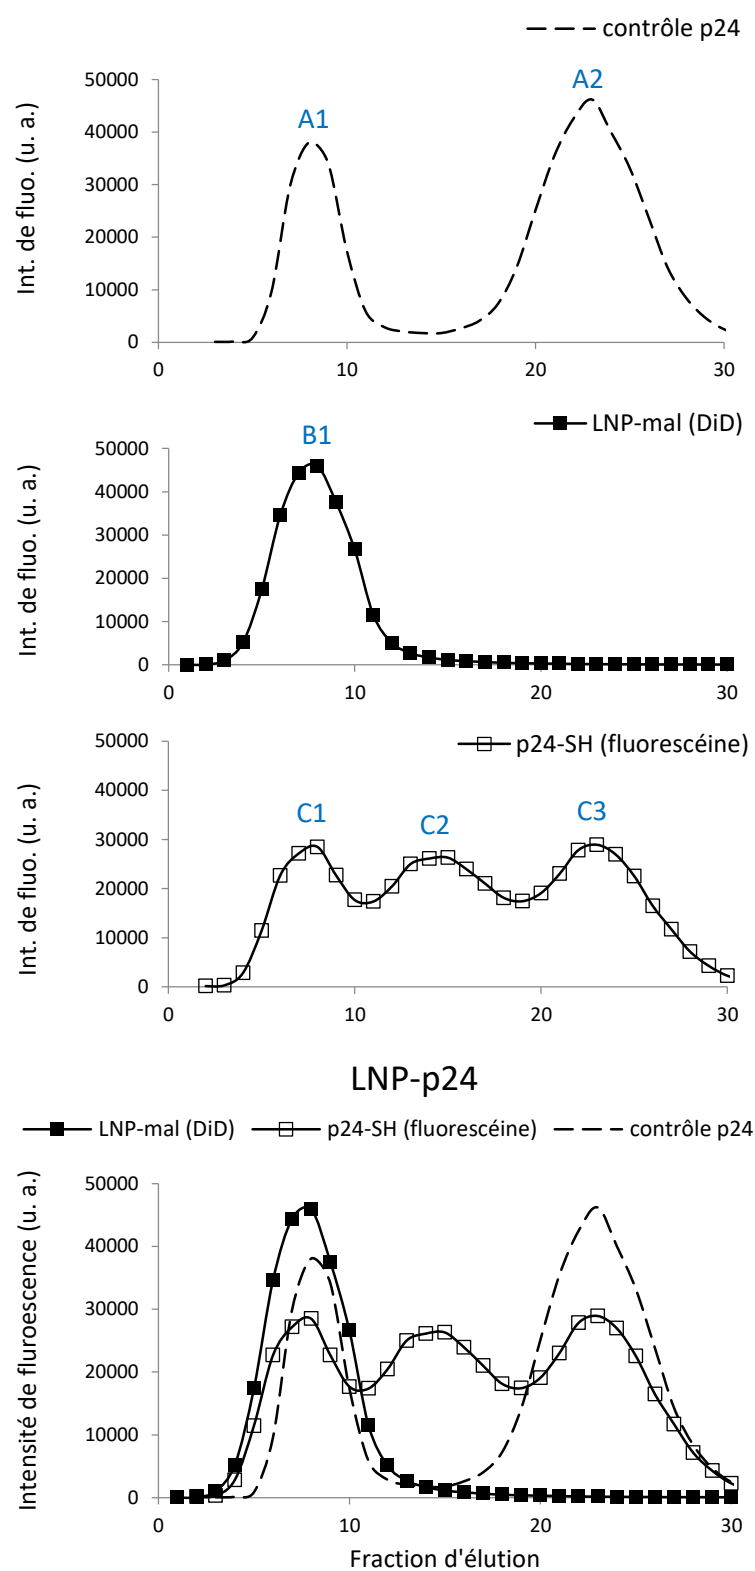 contrôle p24
50000
A2
A1
40000
30000
20000
10000
0
0 10 20 30
Int. de fluo. (u. a.)
LNP-mal (DiD)
50000
B1
40000
30000
20000
10000
0
0 10 20 30
Int. de fluo. (u. a.)
p24-SH (fluorescéine)
50000
40000
C1 C2 C3
30000
20000
10000
0
0 10 20 30
Int. de fluo. (u. a.)
LNP-p24
LNP-mal (DiD) p24-SH (fluorescéine) contrôle p24
50000
40000
30000
20000
10000
0
0 10 20 30
Intensité de fluroescence (u. a.)
Fraction d'élution